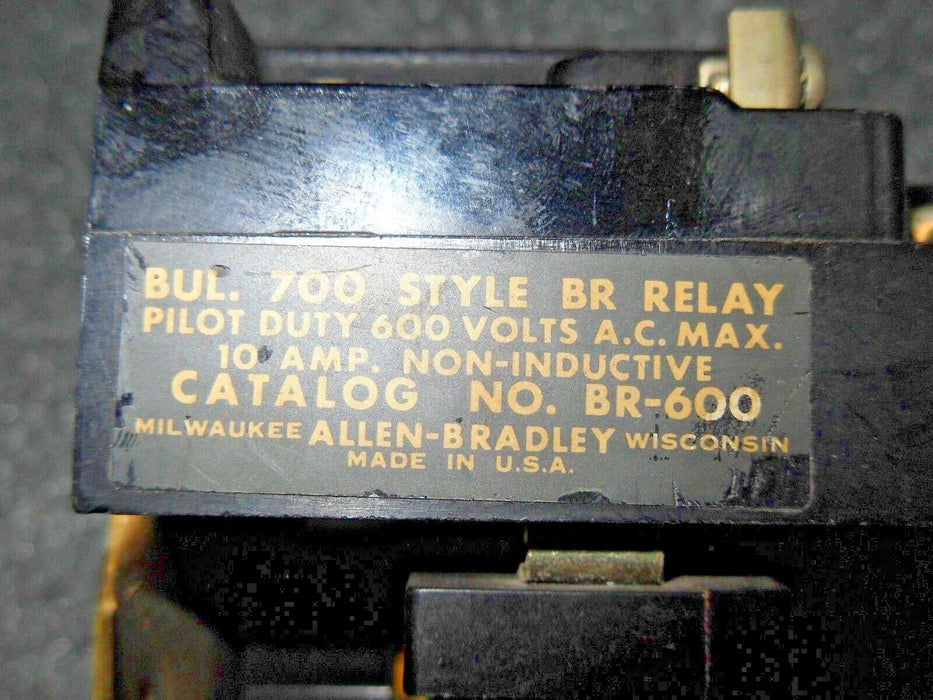 BUL. 700 STYLE BR RELAY
PILOT DUTY 600 VOLTS A.C. MAX.
10 AMP. NON-INDUCTIVE
CATALOG NO. BR-600
MILWAUKEE ALLEN-BRADLEY WISCONSIN
MADE IN U.S.A.